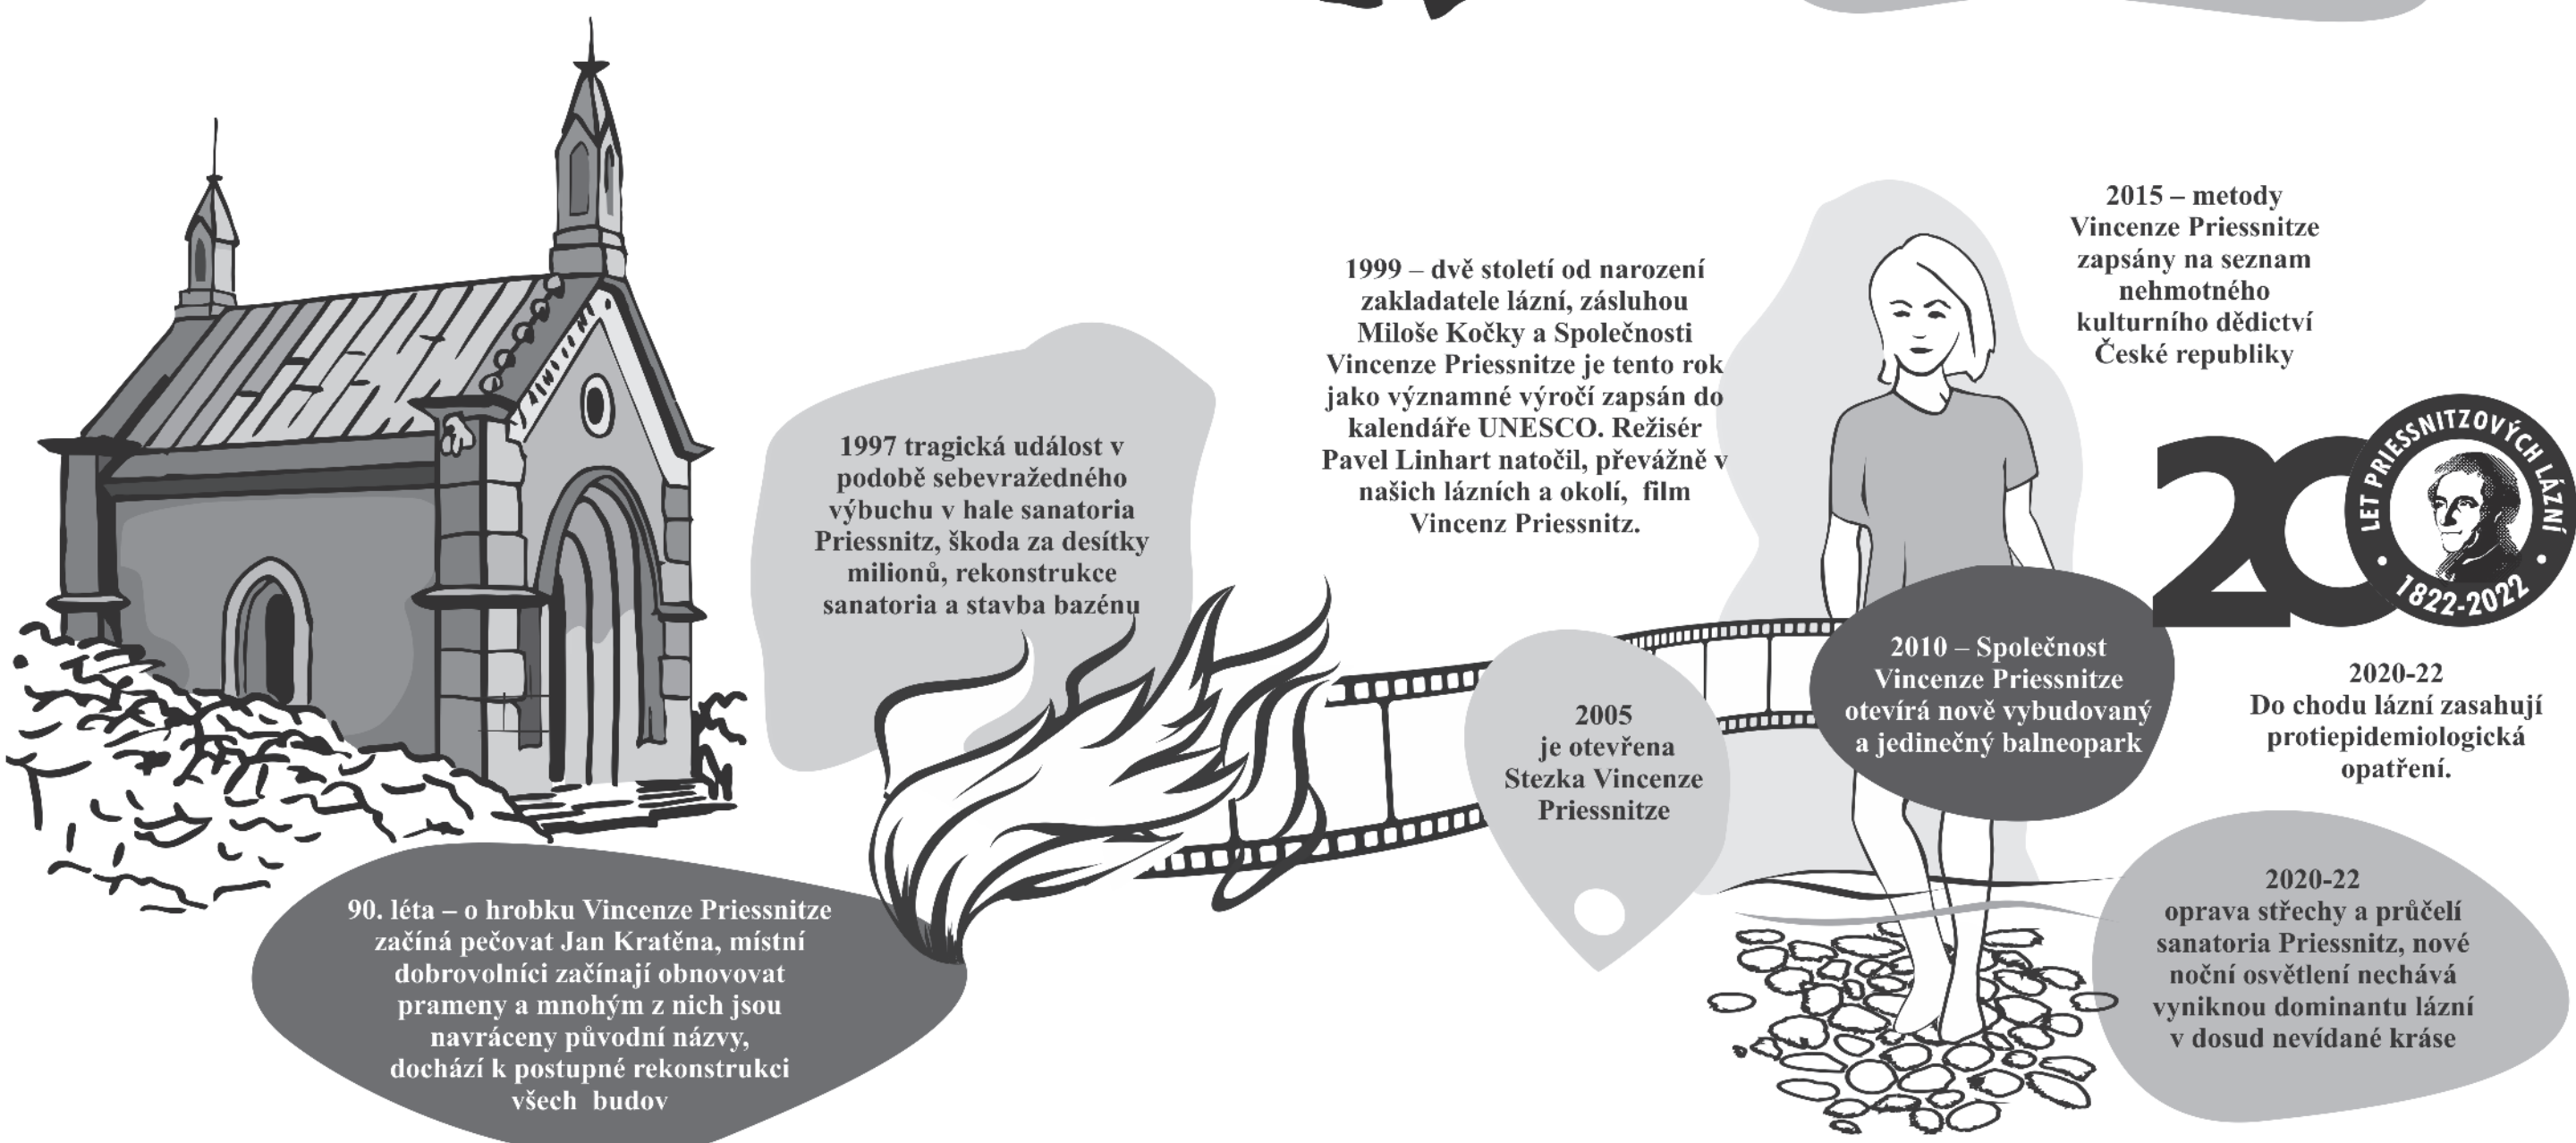 90. léta – o hrobku Vincenze Priessnitze
začíná pečovat Jan Kratěna, místní
dobrovolníci začínají obnovovat
prameny a mnohým z nich jsou
navráceny původní názvy,
dochází k postupné rekonstrukci
všech budov
1997 tragická událost v
podobě sebevražedného
výbuchu v hale sanatoria
Priessnitz, škoda za desítky
milionů, rekonstrukce
sanatoria a stavba bazénu
1999 – dvě století od narození
zakladatele lázní, zásluhou
Miloše Kočky a Společnosti
Vincenze Priessnitze je tento rok
jako významné výročí zapsán do
kalendáře UNESCO. Režisér
Pavel Linhart natočil, převážně v
našich lázních a okolí, film
Vincenz Priessnitz.
2005
je otevřena
Stezka Vincenze
Priessnitze
2010 – Společnost
Vincenze Priessnitze
otevírá nově vybudovaný
a jedinečný balneopark
2015 – metody
Vincenze Priessnitze
zapsány na seznam
nehmotného
kulturního dědictví
České republiky
200
LET PRIESSNITZOVÝCH LÁZNÍ
• 1822-2022 •
2020-22
Do chodu lázní zasahují
protiepidemiologická
opatření.
2020-22
oprava střechy a průčelí
sanatoria Priessnitz, nové
noční osvětlení nechává
vyniknou dominantu lázní
v dosud nevídané kráse